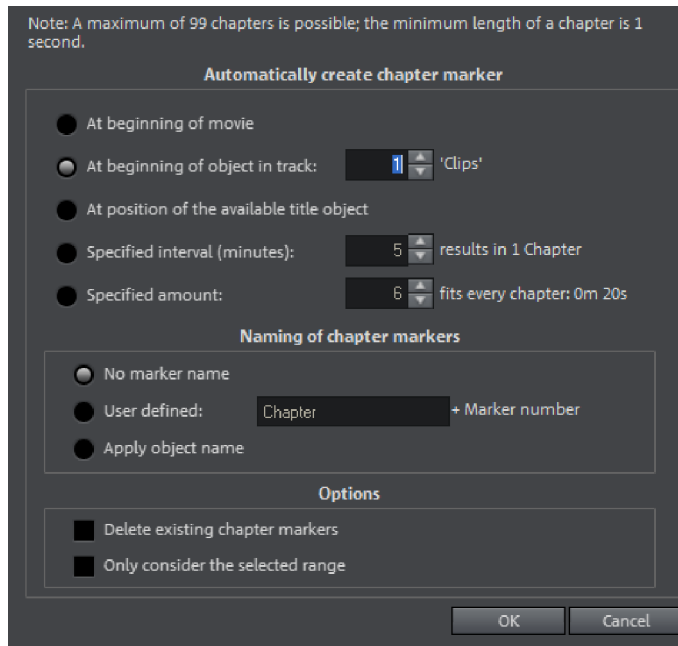 Note: A maximum of 99 chapters is possible; the minimum length of a chapter is 1
second.
Automatically create chapter marker
At beginning of movie
At beginning of object in track: 1 'Clips'
At position of the available title object
Specified interval (minutes): 5 results in 1 Chapter
Specified amount: 6 fits every chapter: 0m 20s
Naming of chapter markers
No marker name
User defined: Chapter + Marker number
Apply object name
Options
Delete existing chapter markers
Only consider the selected range
OK Cancel